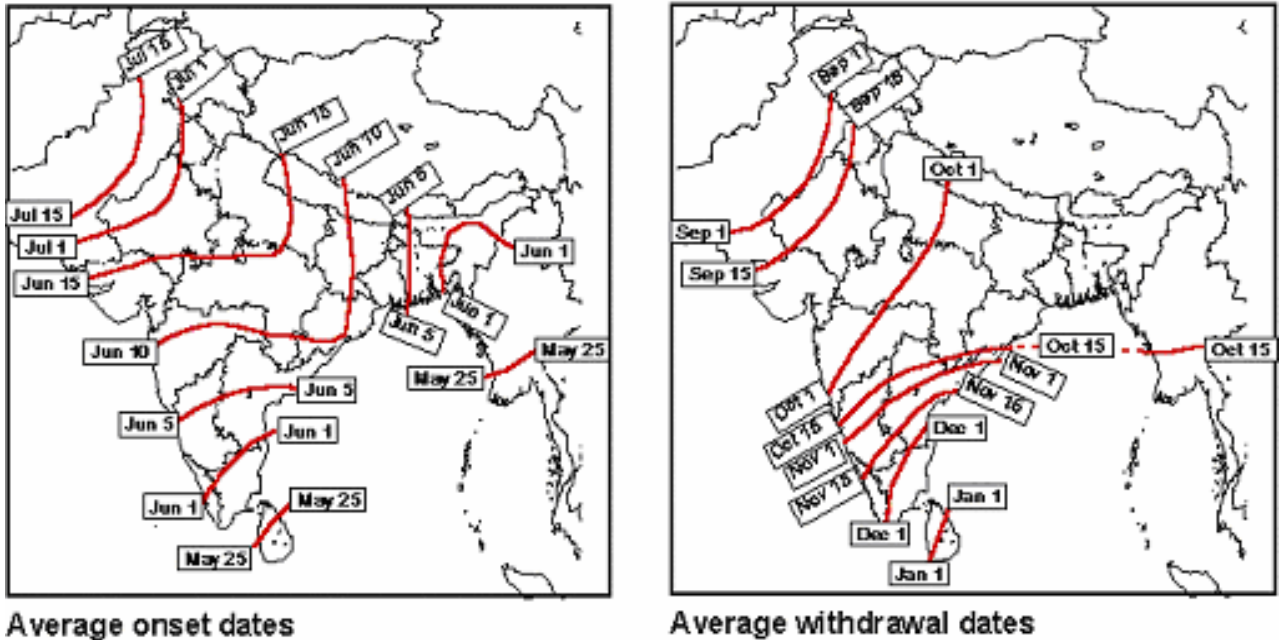 Jul 15
Jul 1
Jun 15
Jun 10
Jun 5
Jul 15
Jul 1
Jun 1
Jun 15
Jun 10
Jun 5
Jun 1
May 25
May 25
Jun 5
Jun 5
Jun 1
Jun 1
May 25
May 25
Average onset dates
Sep 1
Sep 15
Oct 1
Sep 1
Sep 15
Oct 15
Oct 15
Nov 1
Oct 1
Nov 15
Oct 15
Dec 1
Nov 1
Nov 15
Jan 1
Dec 1
Jan 1
Average withdrawal dates